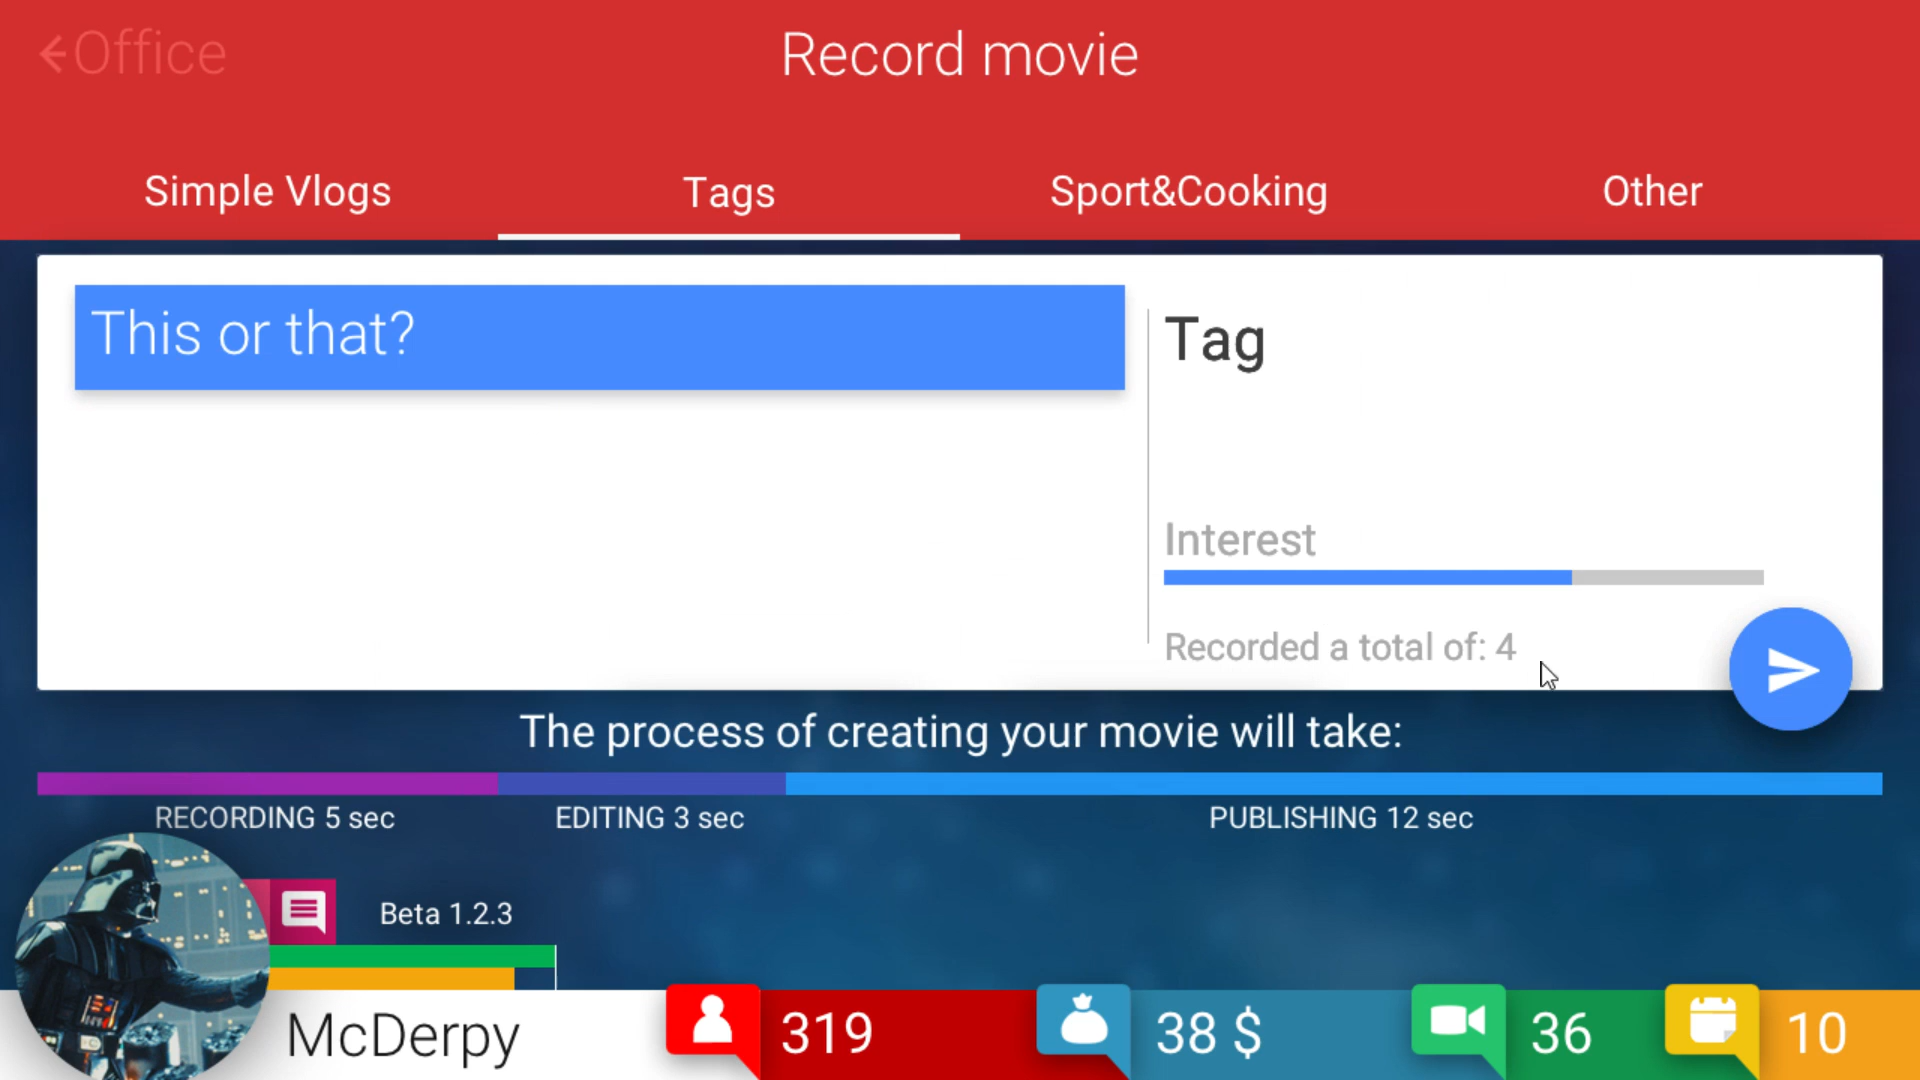 Office
Record movie
Simple Vlogs
Tags
Sport&Cooking
Other
This or that?
Tag
Interest
Recorded a total of: 4
The process of creating your movie will take:
RECORDING 5 sec
EDITING 3 sec
PUBLISHING 12 sec
Beta 1.2.3
McDerpy
319
38 $
36
10